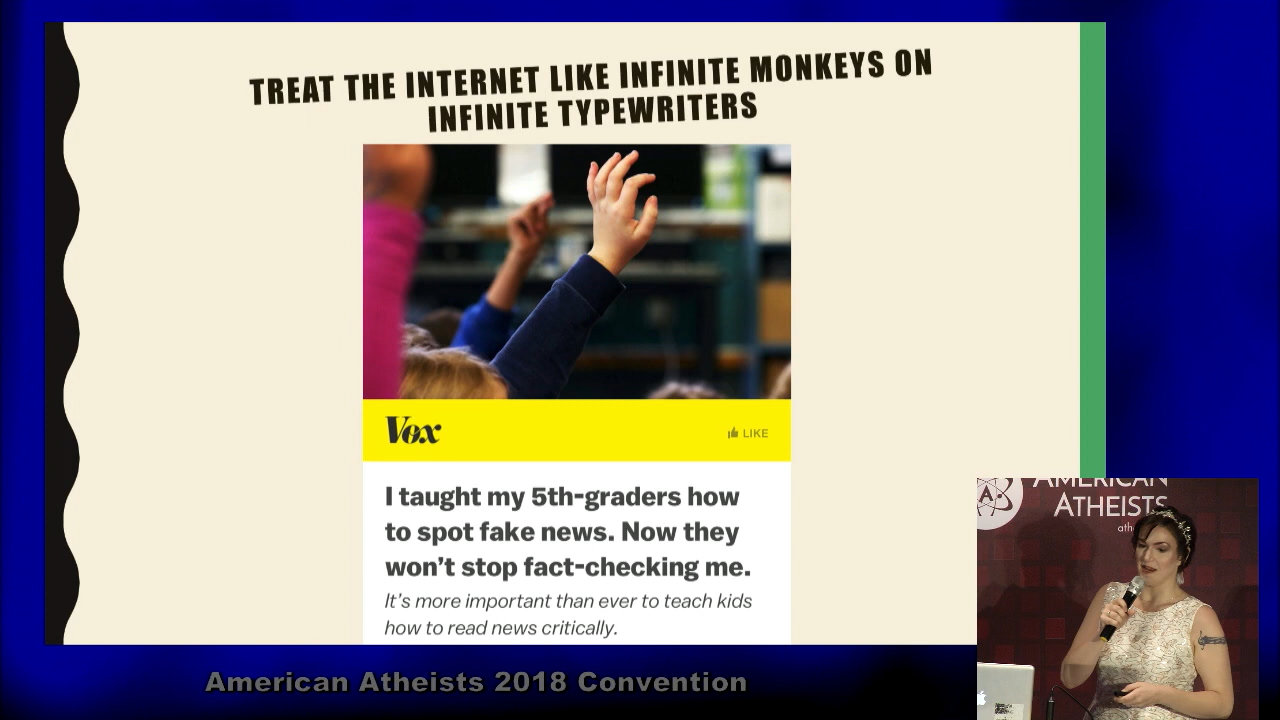 TREAT THE INTERNET LIKE INFINITE MONKEYS ON
INFINITE TYPEWRITERS
Vox
LIKE
I taught my 5th-graders how
to spot fake news. Now they
won't stop fact-checking me.
It's more important than ever to teach kids
how to read news critically.
A
AMERICAN
ATHEISTS
American Atheists 2018 Convention